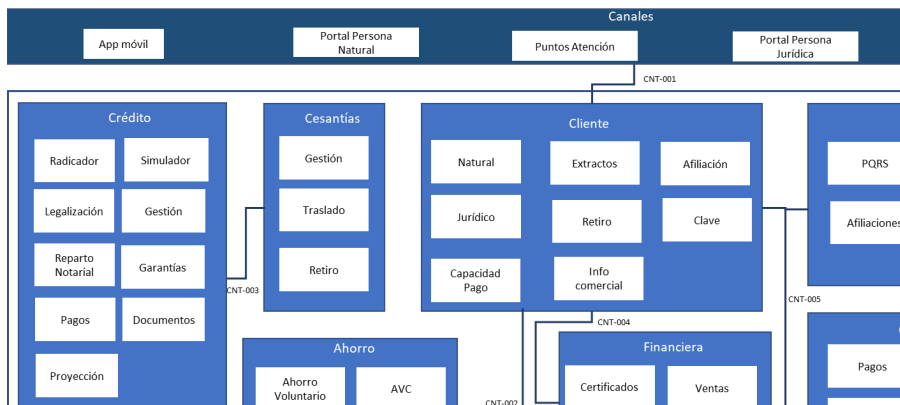 Canales
App móvil
Portal Persona
Natural
Puntos Atención
Portal Persona
Jurídica
CNT-001
Crédito
Radicador
Simulador
Legalización
Gestión
Reparto
Notarial
Garantías
Pagos
Documentos
Proyección
CNT-003
Cesantías
Gestión
Traslado
Retiro
Cliente
Natural
Extractos
Afiliación
Jurídico
Retiro
Clave
Capacidad
Pago
Info
comercial
PQRS
Afiliaciones
CNT-005
CNT-004
CNT-002
Ahorro
Ahorro
Voluntario
AVC
Financiera
Certificados
Ventas
Pagos